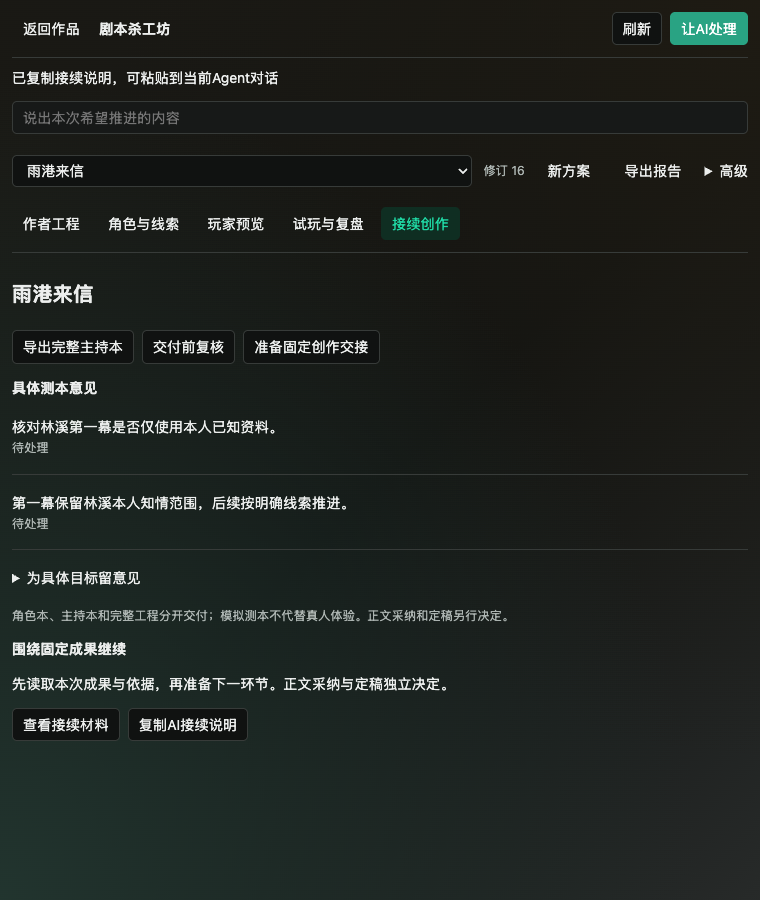 返回作品 剧本杀工坊 刷新 让AI处理
已复制接续说明，可粘贴到当前Agent对话
说出本次希望推进的内容
雨港来信 修订 16 新方案 导出报告 ▶ 高级
作者工程 角色与线索 玩家预览 试玩与复盘 接续创作
雨港来信
导出完整主持本 交付前复核 准备固定创作交接
具体测本意见
核对林溪第一幕是否仅使用本人已知资料。
待处理
第一幕保留林溪本人知情范围，后续按明确线索推进。
待处理
▶ 为具体目标留意见
角色本、主持本和完整工程分开交付；模拟测本不代替真人体验。正文采纳和定稿另行决定。
围绕固定成果继续
先读取本次成果与依据，再准备下一环节。正文采纳与定稿独立决定。
查看接续材料 复制AI接续说明